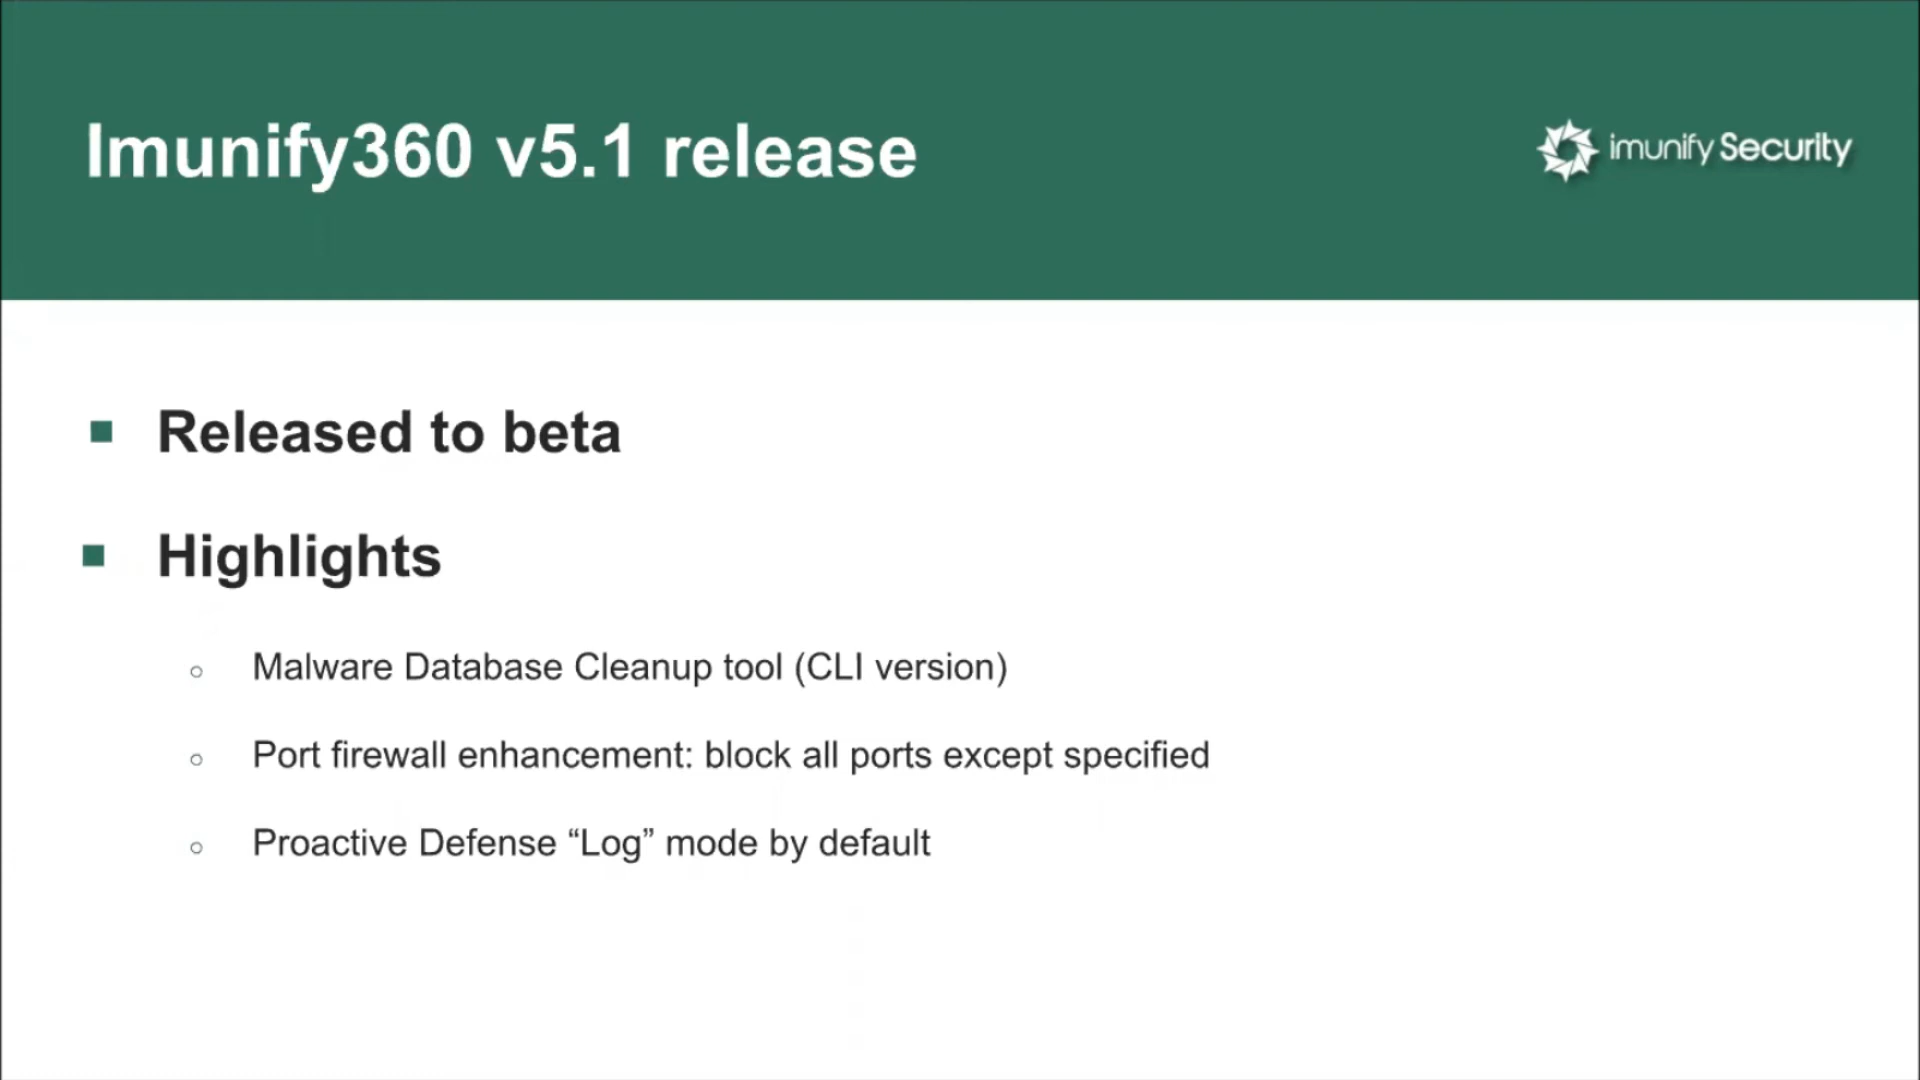 Imunify360 v5.1 release
imunify Security
Released to beta
Highlights
Malware Database Cleanup tool (CLI version)
Port firewall enhancement: block all ports except specified
Proactive Defense “Log” mode by default